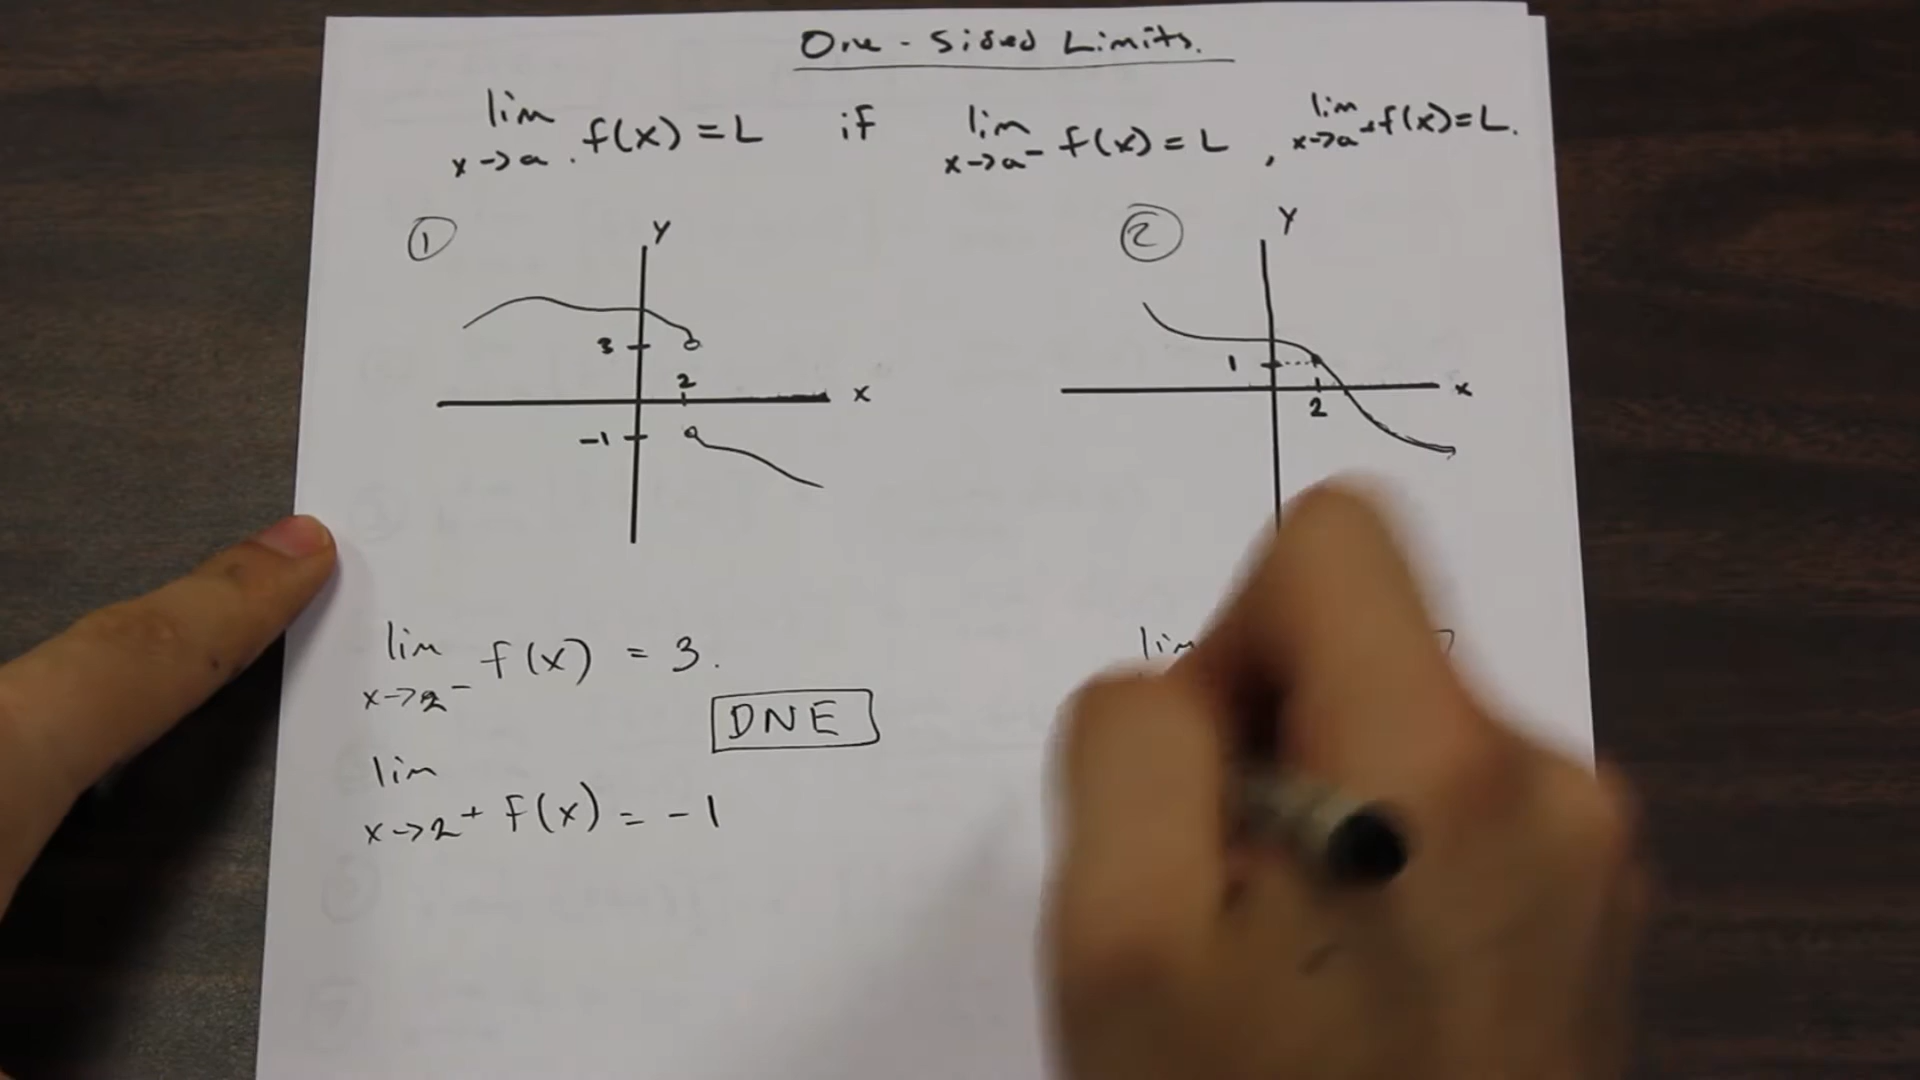 One-Sided Limits.
lim x->a f(x) = L if lim x->a⁻ f(x) = L, lim x->a⁺ f(x) = L.
①
y
3
2
x
-1
②
y
1
x
2
lim x->2⁻ f(x) = 3.
DNE
lim x->2⁺ f(x) = -1
lim